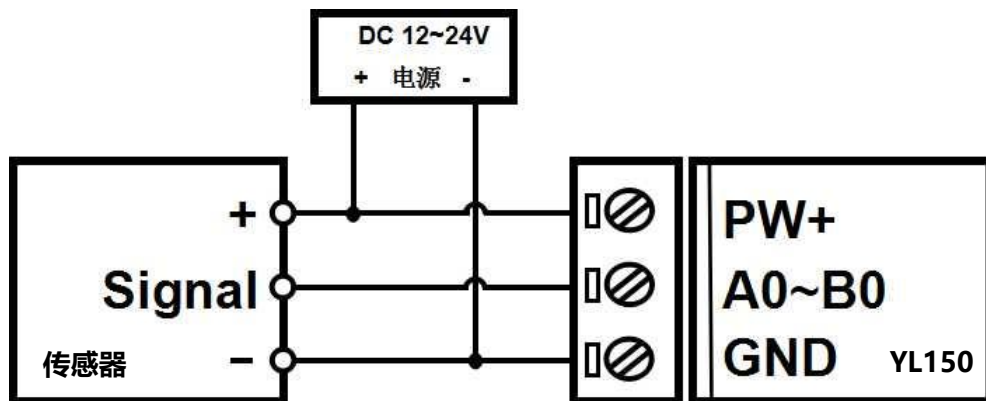 DC 12~24V
+ 电源 -
+
Signal
传感器 −
PW+
A0~B0
GND YL150